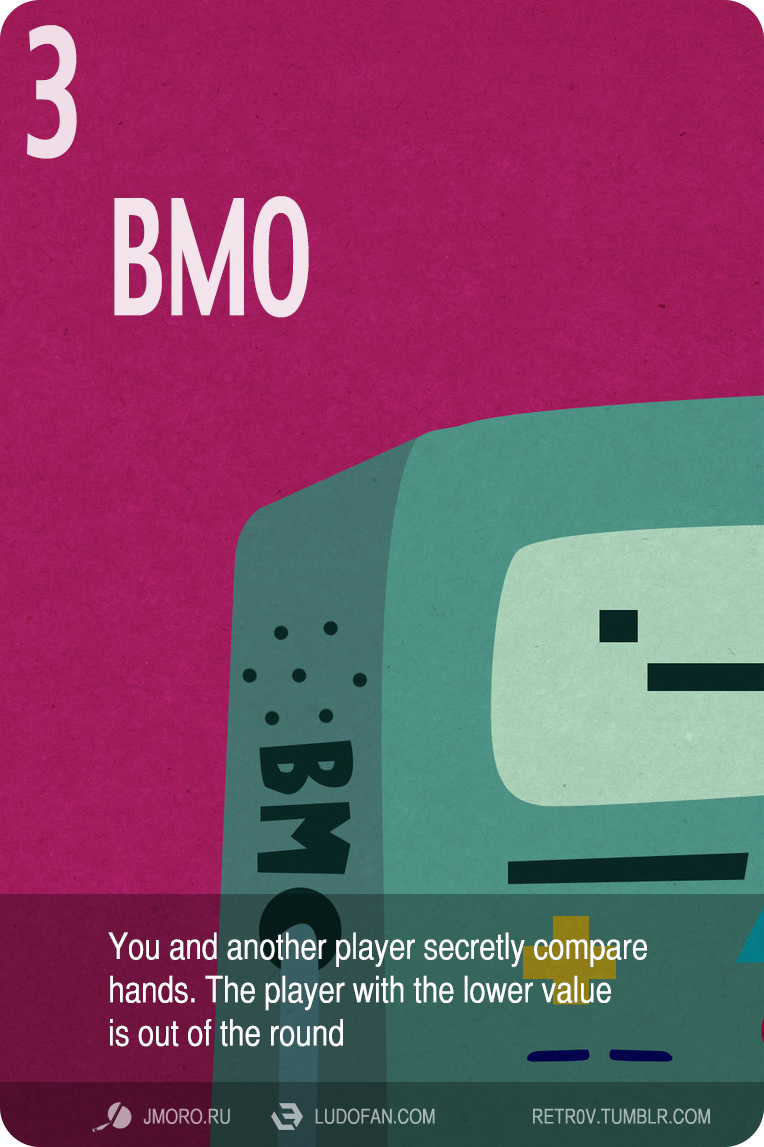 3
BMO
BMO
You and another player secretly compare
hands. The player with the lower value
is out of the round
JMORO.RU LUDOFAN.COM RETR0V.TUMBLR.COM